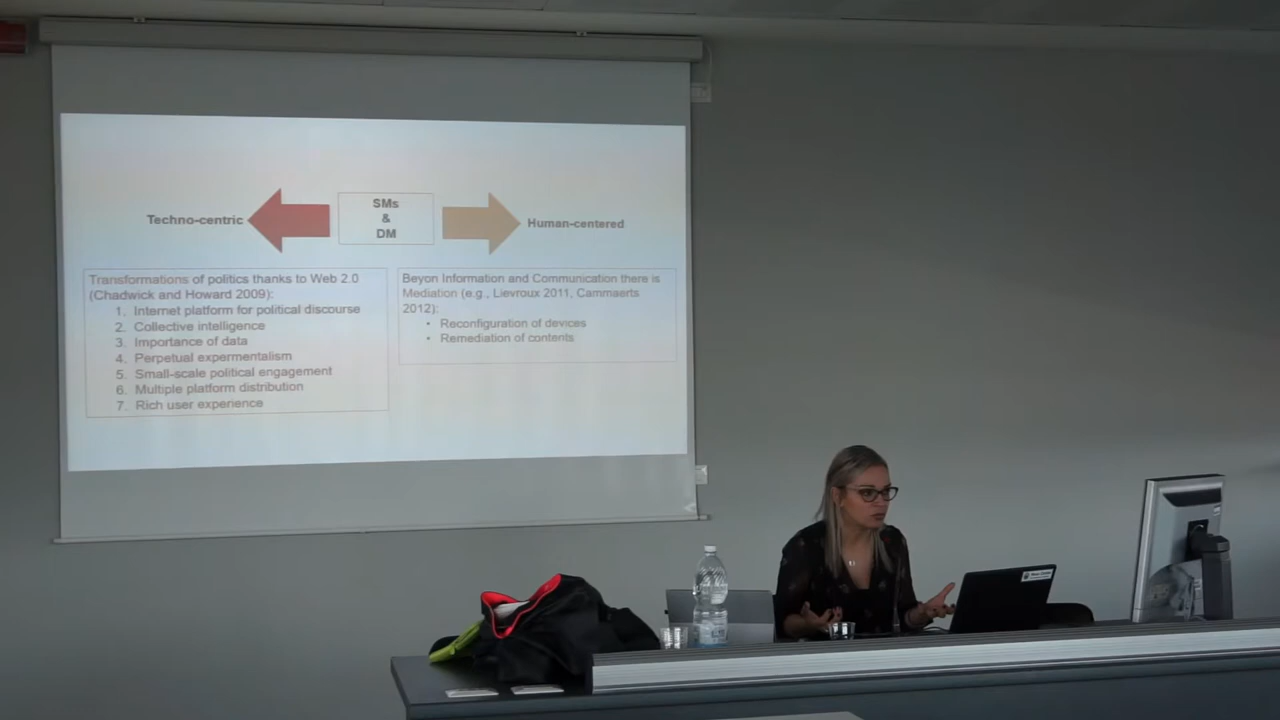 SMs
&
DM
Techno-centric
Human-centered
Transformations of politics thanks to Web 2.0
(Chadwick and Howard 2009):
1. Internet platform for political discourse
2. Collective intelligence
3. Importance of data
4. Perpetual expermentalism
5. Small-scale political engagement
6. Multiple platform distribution
7. Rich user experience
Beyon Information and Communication there is
Mediation (e.g., Lievroux 2011, Cammaerts
2012):
• Reconfiguration of devices
• Remediation of contents